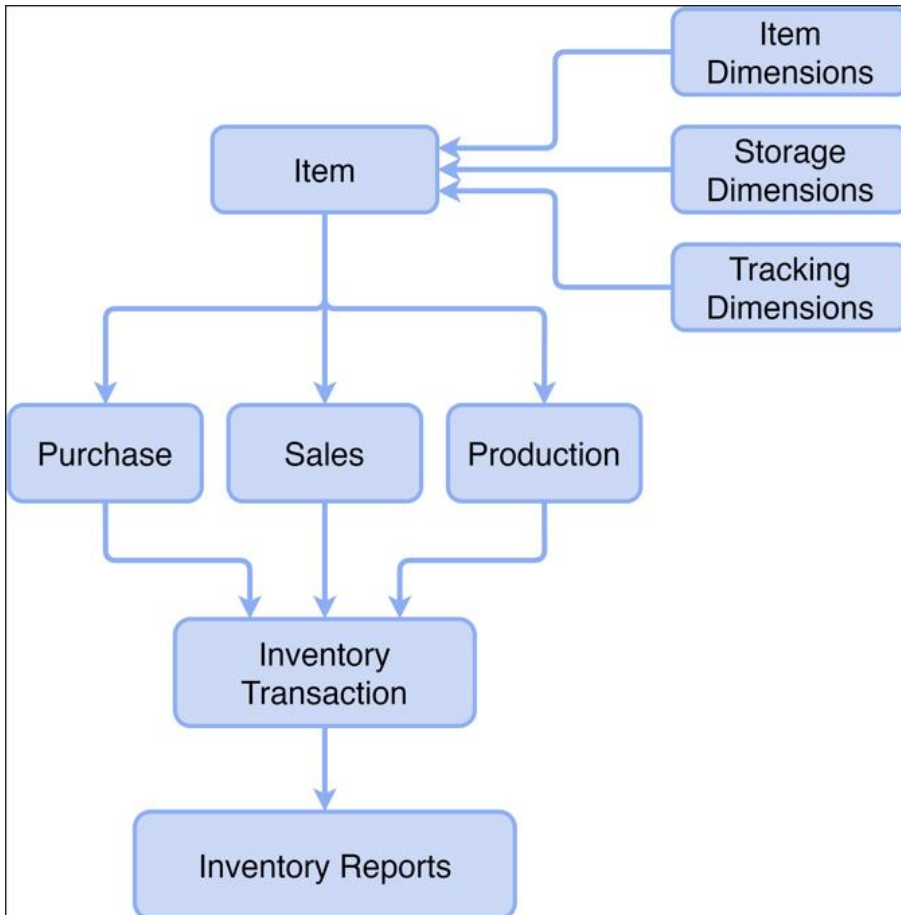 Item
Dimensions
Item
Storage
Dimensions
Tracking
Dimensions
Purchase
Sales
Production
Inventory
Transaction
Inventory Reports